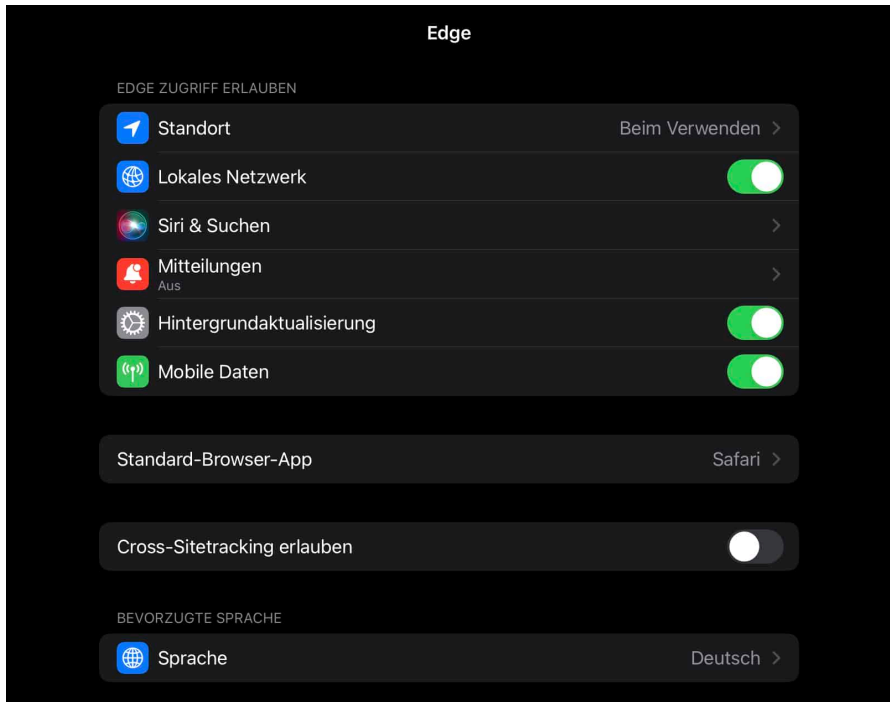 Edge
EDGE ZUGRIFF ERLAUBEN
Standort Beim Verwenden
Lokales Netzwerk
Siri & Suchen
Mitteilungen
Aus
Hintergrundaktualisierung
Mobile Daten
Standard-Browser-App Safari
Cross-Sitetracking erlauben
BEVORZUGTE SPRACHE
Sprache Deutsch